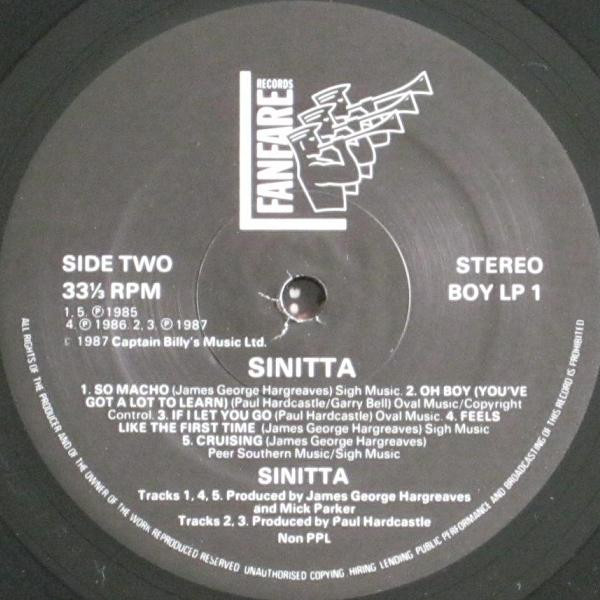 FANFARE
RECORDS
SIDE TWO
STEREO
33⅓ RPM
BOY LP 1
1, 5. ℗ 1985
4. ℗ 1986. 2, 3. ℗ 1987
© 1987 Captain Billy's Music Ltd.
SINITTA
1. SO MACHO (James George Hargreaves) Sigh Music. 2. OH BOY (YOU'VE
GOT A LOT TO LEARN) (Paul Hardcastle/Garry Bell) Oval Music/Copyright
Control. 3. IF I LET YOU GO (Paul Hardcastle) Oval Music. 4. FEELS
LIKE THE FIRST TIME (James George Hargreaves) Sigh Music
5. CRUISING (James George Hargreaves)
Peer Southern Music/Sigh Music
SINITTA
Tracks 1, 4, 5. Produced by James George Hargreaves
and Mick Parker
Tracks 2, 3. Produced by Paul Hardcastle
Non PPL
ALL RIGHTS OF THE PRODUCER AND OF THE OWNER OF THE WORK REPRODUCED RESERVED UNAUTHORISED COPYING, HIRING LENDING PUBLIC PERFORMANCE AND BROADCASTING OF THIS RECORD IS PROHIBITED